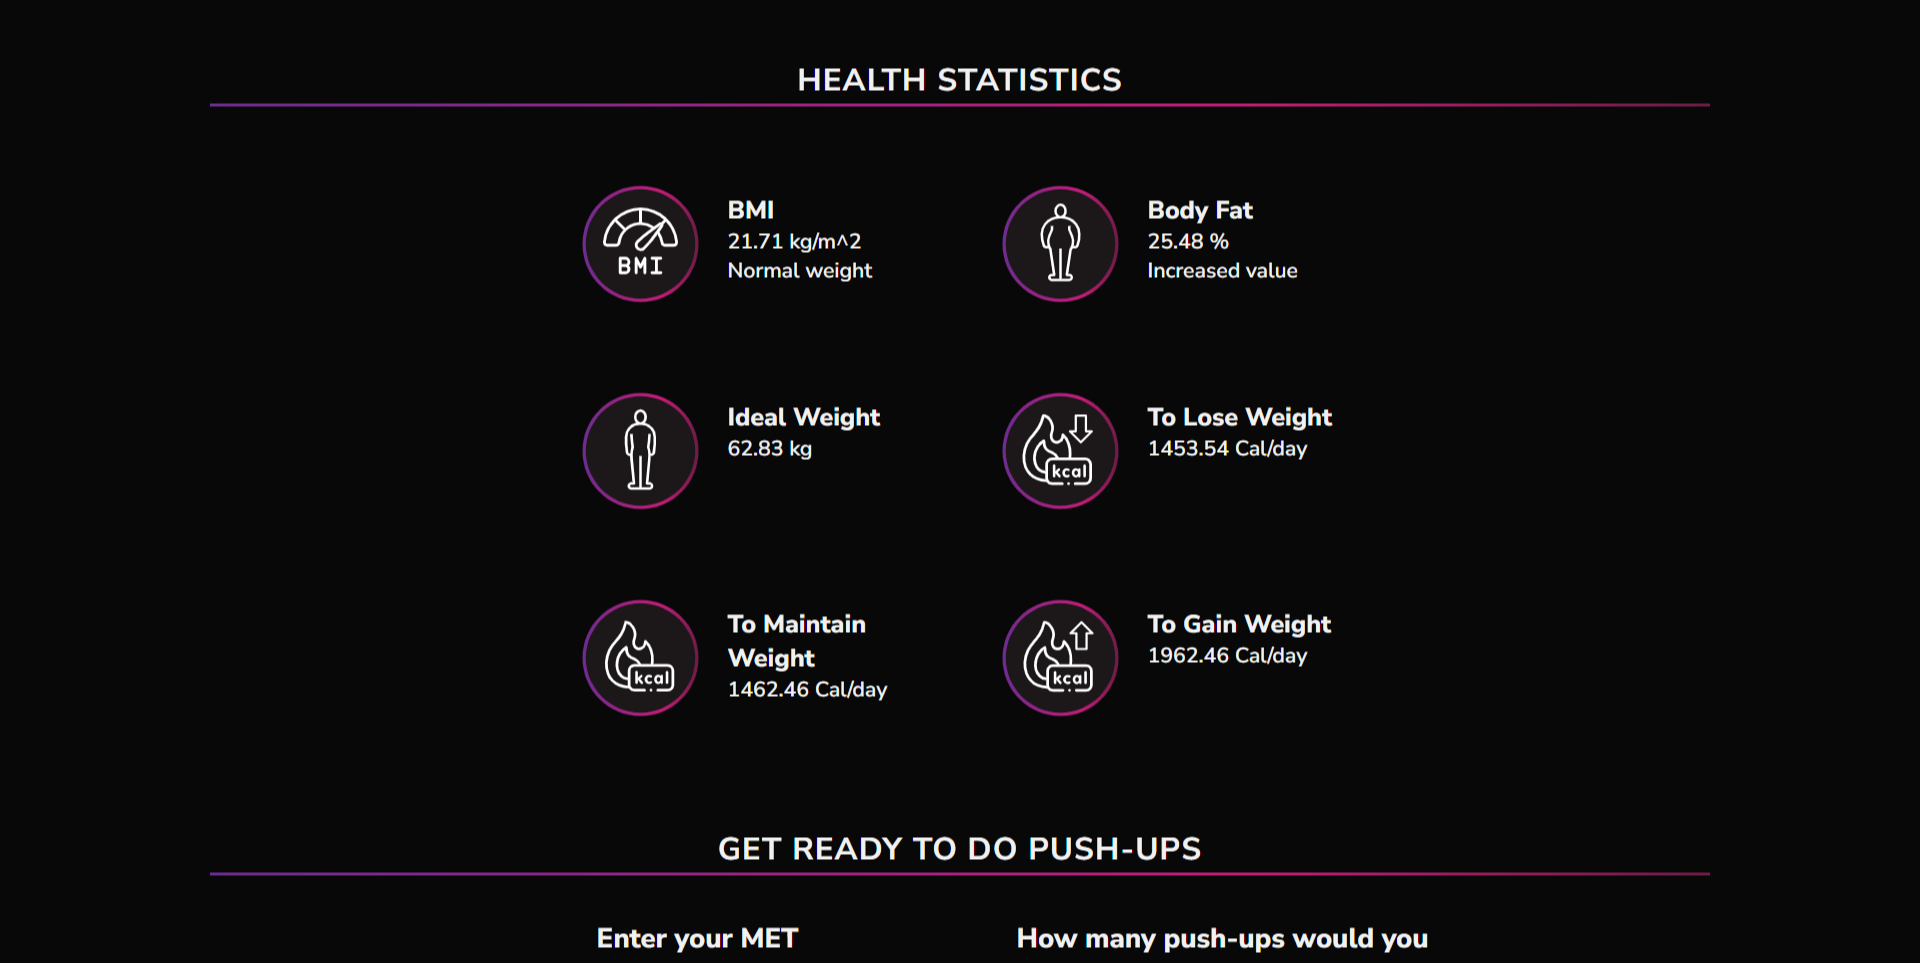 HEALTH STATISTICS
BMI
BMI
21.71 kg/m^2
Normal weight
Body Fat
25.48 %
Increased value
Ideal Weight
62.83 kg
kcal
To Lose Weight
1453.54 Cal/day
kcal
To Maintain
Weight
1462.46 Cal/day
kcal
To Gain Weight
1962.46 Cal/day
GET READY TO DO PUSH-UPS
Enter your MET
How many push-ups would you